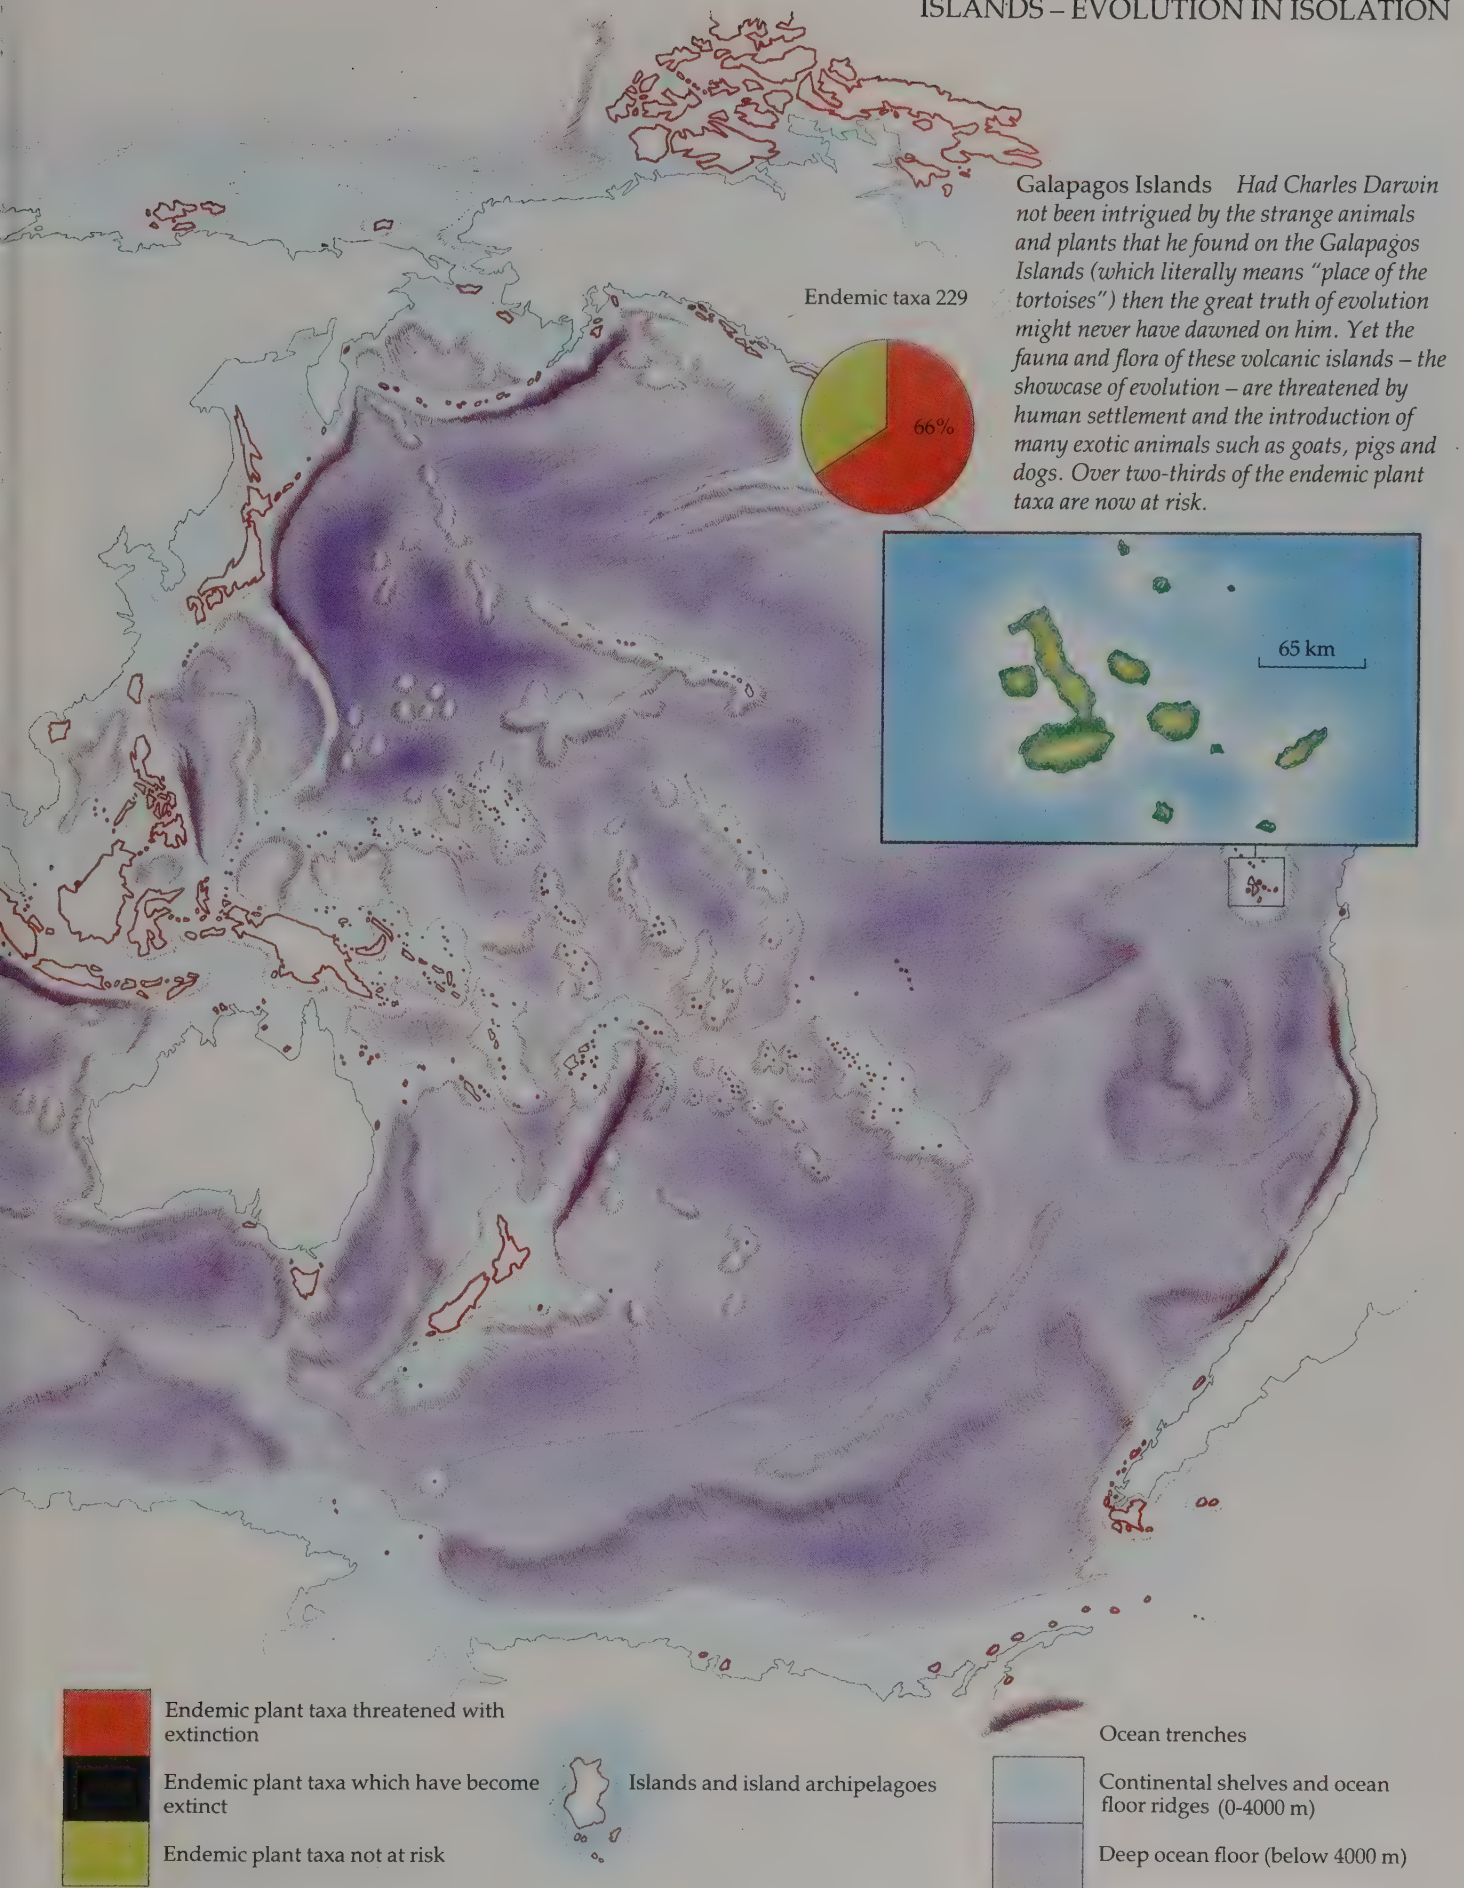 ISLANDS – EVOLUTION IN ISOLATION
Galapagos Islands Had Charles Darwin
not been intrigued by the strange animals
and plants that he found on the Galapagos
Islands (which literally means "place of the
tortoises") then the great truth of evolution
might never have dawned on him. Yet the
fauna and flora of these volcanic islands – the
showcase of evolution – are threatened by
human settlement and the introduction of
many exotic animals such as goats, pigs and
dogs. Over two-thirds of the endemic plant
taxa are now at risk.
Endemic taxa 229
66%
65 km
Endemic plant taxa threatened with
extinction
Endemic plant taxa which have become
extinct
Endemic plant taxa not at risk
Islands and island archipelagoes
Ocean trenches
Continental shelves and ocean
floor ridges (0-4000 m)
Deep ocean floor (below 4000 m)